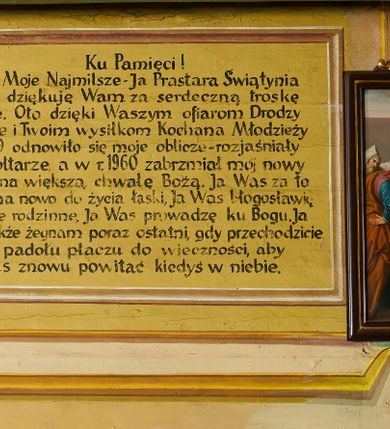 Ku Pamięci!
Moje Najmilsze-Ja Prastara Świątynia
dziękuję Wam za serdeczną troskę
Oto dzięki Waszym ofiarom Drodzy
i Twoim wysiłkom Kochana Młodzieży
odnowiło się moje oblicze-rozjaśniały
ołtarze, a w r. 1960 zabrzmiał mój nowy
na większą chwałę Bożą. Ja Was za to
na nowo do życia łaski, Ja Was błogosławię,
rodzinne, Ja Was prowadzę ku Bogu. Ja
kże żegnam poraz ostatni, gdy przechodzicie
padołu płaczu do wieczności, aby
s znowu powitać kiedyś w niebie.